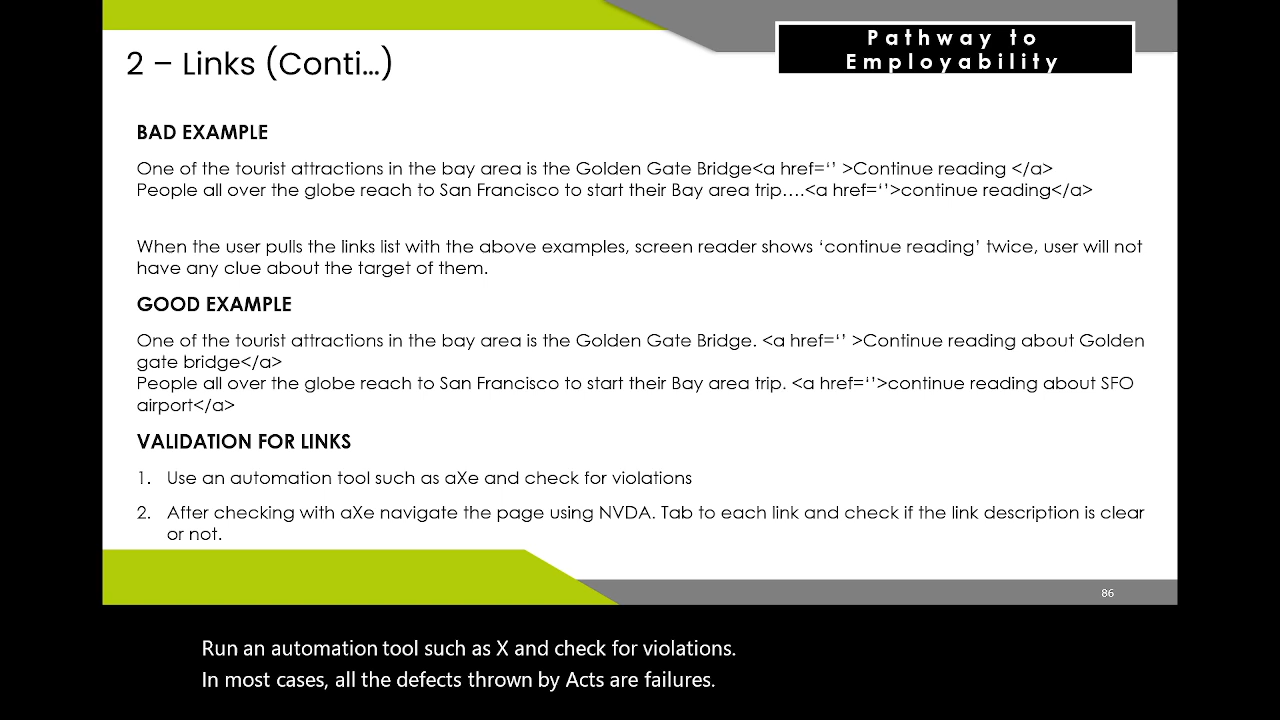 Pathway to
Employability
2 – Links (Conti…)
BAD EXAMPLE
One of the tourist attractions in the bay area is the Golden Gate Bridge<a href=‘’ >Continue reading </a>
People all over the globe reach to San Francisco to start their Bay area trip….<a href=‘’>continue reading</a>
When the user pulls the links list with the above examples, screen reader shows ‘continue reading’ twice, user will not
have any clue about the target of them.
GOOD EXAMPLE
One of the tourist attractions in the bay area is the Golden Gate Bridge. <a href=‘’ >Continue reading about Golden
gate bridge</a>
People all over the globe reach to San Francisco to start their Bay area trip. <a href=‘’>continue reading about SFO
airport</a>
VALIDATION FOR LINKS
1. Use an automation tool such as aXe and check for violations
2. After checking with aXe navigate the page using NVDA. Tab to each link and check if the link description is clear
or not.
86
Run an automation tool such as X and check for violations.
In most cases, all the defects thrown by Acts are failures.